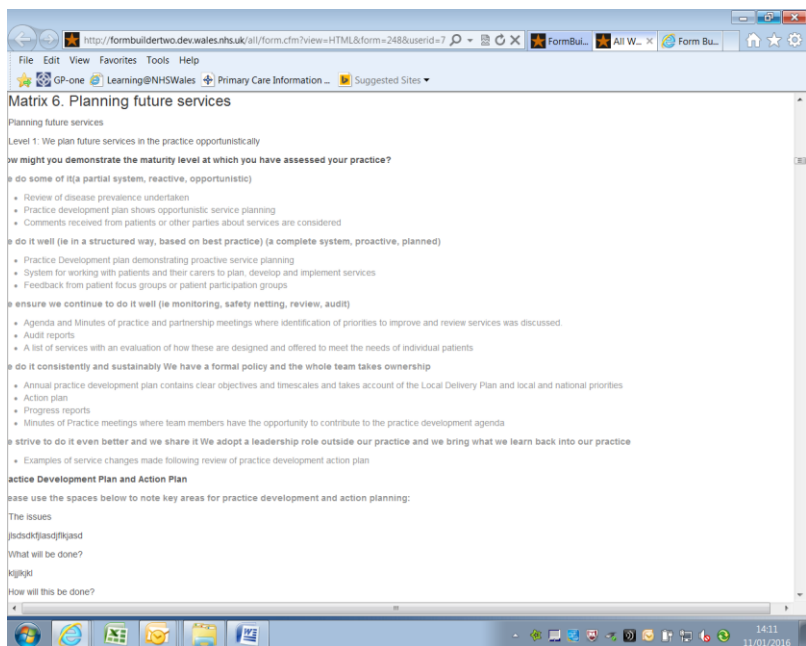 http://formbuildertwo.dev.wales.nhs.uk/all/form.cfm?view=HTML&form=248&userid=7
FormBui...
All W...
Form Bu...
File Edit View Favorites Tools Help
GP-one Learning@NHSWales Primary Care Information ... Suggested Sites
Matrix 6. Planning future services
Planning future services
Level 1: We plan future services in the practice opportunistically
ow might you demonstrate the maturity level at which you have assessed your practice?
e do some of it(a partial system, reactive, opportunistic)
Review of disease prevalence undertaken
Practice development plan shows opportunistic service planning
Comments received from patients or other parties about services are considered
e do it well (ie in a structured way, based on best practice) (a complete system, proactive, planned)
Practice Development plan demonstrating proactive service planning
System for working with patients and their carers to plan, develop and implement services
Feedback from patient focus groups or patient participation groups
e ensure we continue to do it well (ie monitoring, safety netting, review, audit)
Agenda and Minutes of practice and partnership meetings where identification of priorities to improve and review services was discussed.
Audit reports
A list of services with an evaluation of how these are designed and offered to meet the needs of individual patients
e do it consistently and sustainably We have a formal policy and the whole team takes ownership
Annual practice development plan contains clear objectives and timescales and takes account of the Local Delivery Plan and local and national priorities
Action plan
Progress reports
Minutes of Practice meetings where team members have the opportunity to contribute to the practice development agenda
e strive to do it even better and we share it We adopt a leadership role outside our practice and we bring what we learn back into our practice
Examples of service changes made following review of practice development action plan
actice Development Plan and Action Plan
ease use the spaces below to note key areas for practice development and action planning:
The issues
What will be done?
How will this be done?
14:11
11/01/2016